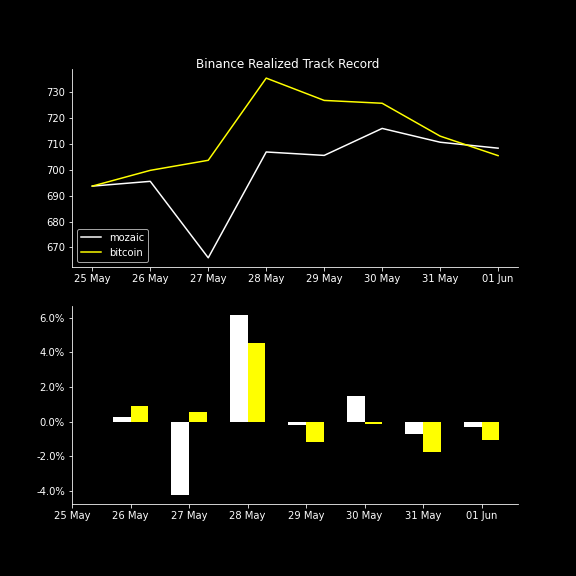 Binance Realized Track Record
730
720
710
700
690
680
670
mozaic
bitcoin
25 May 26 May 27 May 28 May 29 May 30 May 31 May 01 Jun
6.0%
4.0%
2.0%
0.0%
-2.0%
-4.0%
25 May 26 May 27 May 28 May 29 May 30 May 31 May 01 Jun